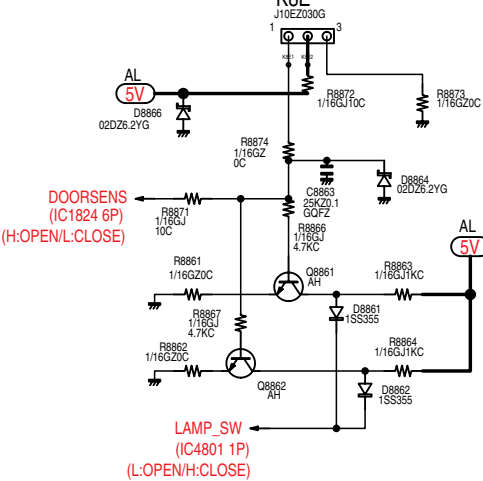 J10EZ030G
1
3
AL
5V
R8872
1/16GJ10C
R8873
1/16GZ0C
D8866
02DZ6.2YG
R8874
1/16GZ
0C
D8864
02DZ6.2YG
C8863
25KZ0.1
GQFZ
DOORSENS
(IC1824 6P)
(H:OPEN/L:CLOSE)
R8871
1/16GJ
10C
R8866
1/16GJ
4.7KC
AL
5V
R8861
1/16GZ0C
Q8861
AH
R8863
1/16GJ1KC
R8867
1/16GJ
4.7KC
D8861
1SS355
R8862
1/16GZ0C
R8864
1/16GJ1KC
Q8862
AH
D8862
1SS355
LAMP_SW
(IC4801 1P)
(L:OPEN/H:CLOSE)